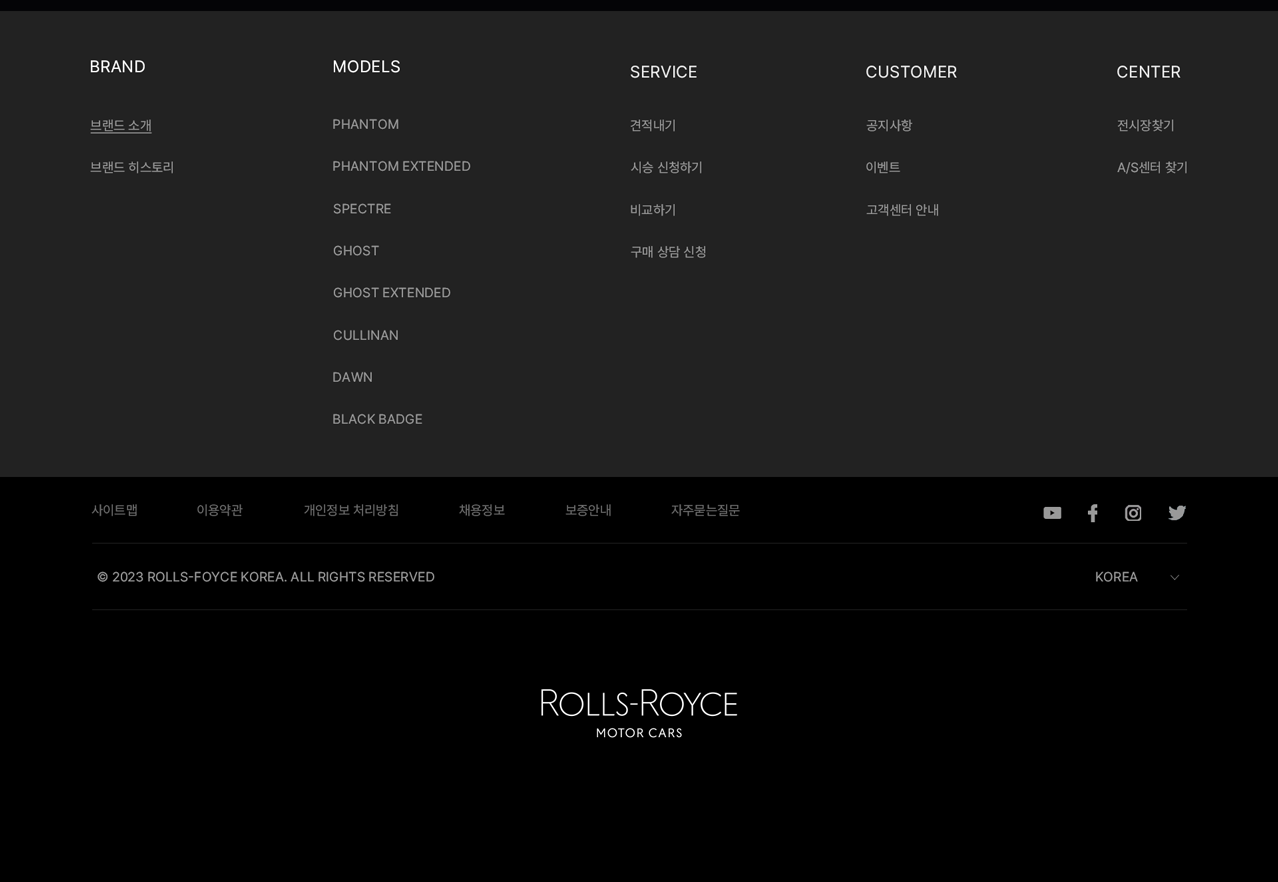 BRAND
브랜드 소개
브랜드 히스토리
MODELS
PHANTOM
PHANTOM EXTENDED
SPECTRE
GHOST
GHOST EXTENDED
CULLINAN
DAWN
BLACK BADGE
SERVICE
견적내기
시승 신청하기
비교하기
구매 상담 신청
CUSTOMER
공지사항
이벤트
고객센터 안내
CENTER
전시장찾기
A/S센터 찾기
사이트맵
이용약관
개인정보 처리방침
채용정보
보증안내
자주묻는질문
© 2023 ROLLS-FOYCE KOREA. ALL RIGHTS RESERVED
KOREA
ROLLS-ROYCE
MOTOR CARS